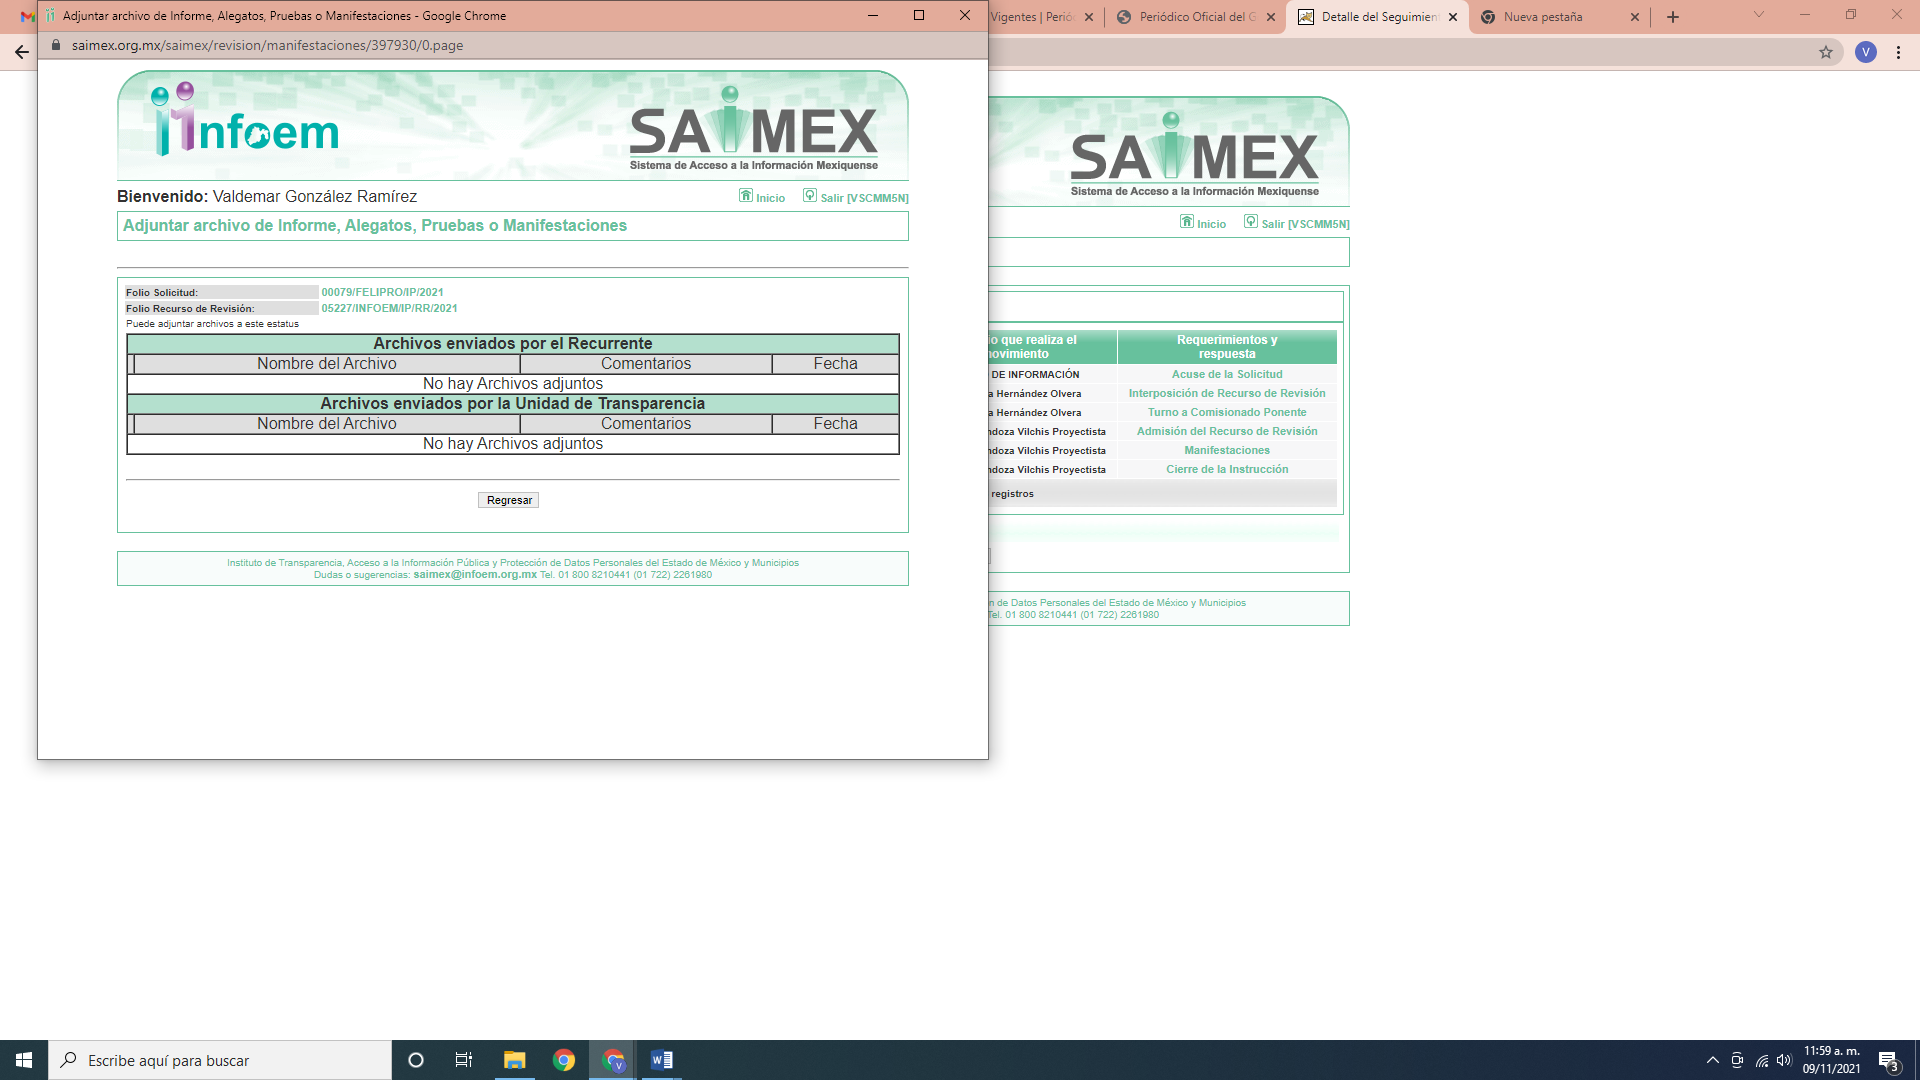 Adjuntar archivo de Informe, Alegatos, Pruebas o Manifestaciones - Google Chrome
Vigentes | Perió
Periódico Oficial del G
Detalle del Seguimien
Nueva pestaña
saimex.org.mx/saimex/revision/manifestaciones/397930/0.page
V
infoem
SAIMEX
Sistema de Acceso a la Información Mexiquense
Bienvenido: Valdemar González Ramírez
Inicio
Salir [VSCMM5N]
Adjuntar archivo de Informe, Alegatos, Pruebas o Manifestaciones
Folio Solicitud: 00079/FELIPRO/IP/2021
Folio Recurso de Revisión: 05227/INFOEM/IP/RR/2021
Puede adjuntar archivos a este estatus
Archivos enviados por el Recurrente
Nombre del Archivo Comentarios Fecha
No hay Archivos adjuntos
Archivos enviados por la Unidad de Transparencia
Nombre del Archivo Comentarios Fecha
No hay Archivos adjuntos
Regresar
Instituto de Transparencia, Acceso a la Información Pública y Protección de Datos Personales del Estado de México y Municipios
Dudas o sugerencias: saimex@infoem.org.mx Tel. 01 800 8210441 (01 722) 2261980
SAIMEX
Sistema de Acceso a la Información Mexiquense
Inicio
Salir [VSCMM5N]
io que realiza el
movimiento
Requerimientos y
respuesta
DE INFORMACIÓN Acuse de la Solicitud
a Hernández Olvera Interposición de Recurso de Revisión
a Hernández Olvera Turno a Comisionado Ponente
ndoza Vilchis Proyectista Admisión del Recurso de Revisión
ndoza Vilchis Proyectista Manifestaciones
ndoza Vilchis Proyectista Cierre de la Instrucción
registros
n de Datos Personales del Estado de México y Municipios
Tel. 01 800 8210441 (01 722) 2261980
Escribe aquí para buscar
11:59 a. m.
09/11/2021
3